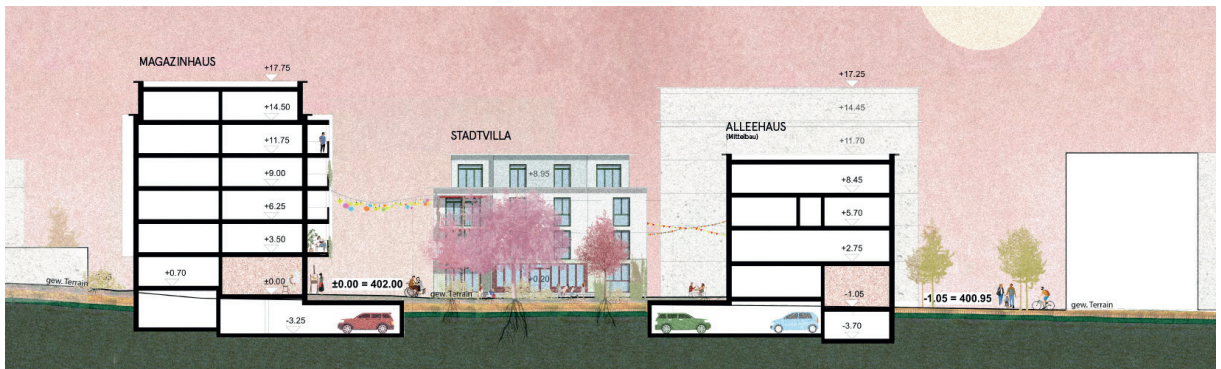 MAGAZINHAUS
+17.75
+14.50
+11.75
+9.00
+6.25
+3.50
+0.70
±0.00
-3.25
gew. Terrain
±0.00 = 402.00
STADTVILLA
+8.95
+0.20
gew. Terrain
ALLEEHAUS
(Mittelbau)
+17.25
+14.45
+11.70
+8.45
+5.70
+2.75
-1.05
-3.70
-1.05 = 400.95
gew. Terrain